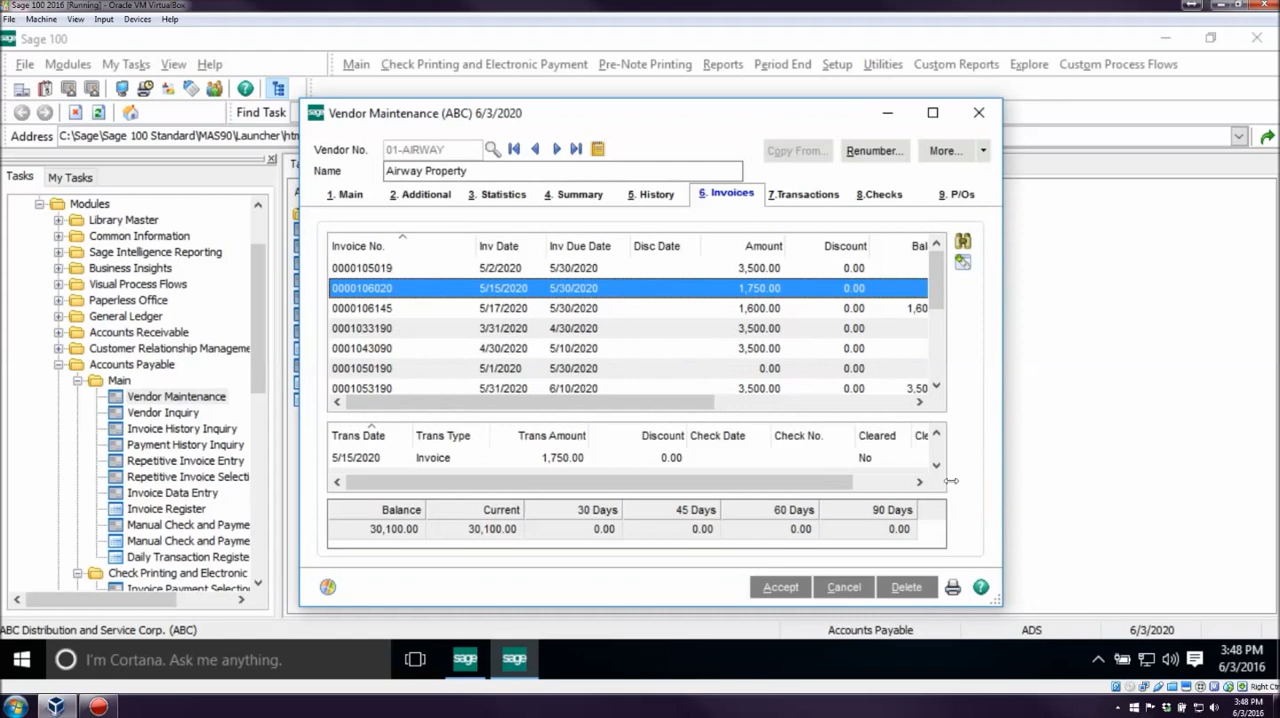 Sage 100 2016 [Running] - Oracle VM VirtualBox
File Machine View Input Devices Help
sage Sage 100
File Modules My Tasks View Help Main Check Printing and Electronic Payment Pre-Note Printing Reports Period End Setup Utilities Custom Reports Explore Custom Process Flows
Find Task
Address C:\Sage\Sage 100 Standard\MAS90\Launcher\htm
Tasks My Tasks
Modules
Library Master
Common Information
Sage Intelligence Reporting
Business Insights
Visual Process Flows
Paperless Office
General Ledger
Accounts Receivable
Customer Relationship Manageme
Accounts Payable
Main
Vendor Maintenance
Vendor Inquiry
Invoice History Inquiry
Payment History Inquiry
Repetitive Invoice Entry
Repetitive Invoice Selecti
Invoice Data Entry
Invoice Register
Manual Check and Payme
Manual Check and Payme
Daily Transaction Registe
Check Printing and Electronic
Invoice Payment Selectio
sage Vendor Maintenance (ABC) 6/3/2020
Vendor No. 01-AIRWAY Copy From... Renumber... More...
Name Airway Property
1. Main 2. Additional 3. Statistics 4. Summary 5. History 6. Invoices 7.Transactions 8.Checks 9. P/Os
Invoice No. Inv Date Inv Due Date Disc Date Amount Discount Bal
0000105019 5/2/2020 5/30/2020 3,500.00 0.00
0000106020 5/15/2020 5/30/2020 1,750.00 0.00
0000106145 5/17/2020 5/30/2020 1,600.00 0.00 1,60
0001033190 3/31/2020 4/30/2020 3,500.00 0.00
0001043090 4/30/2020 5/10/2020 3,500.00 0.00
0001050190 5/1/2020 5/30/2020 0.00 0.00
0001053190 5/31/2020 6/10/2020 3,500.00 0.00 3,50
Trans Date Trans Type Trans Amount Discount Check Date Check No. Cleared Cle
5/15/2020 Invoice 1,750.00 0.00 No
Balance Current 30 Days 45 Days 60 Days 90 Days
30,100.00 30,100.00 0.00 0.00 0.00 0.00
Accept Cancel Delete
ABC Distribution and Service Corp. (ABC) Accounts Payable ADS 6/3/2020
I'm Cortana. Ask me anything. sage sage 3:48 PM
6/3/2016
Right Ctrl
3:48 PM
6/3/2016